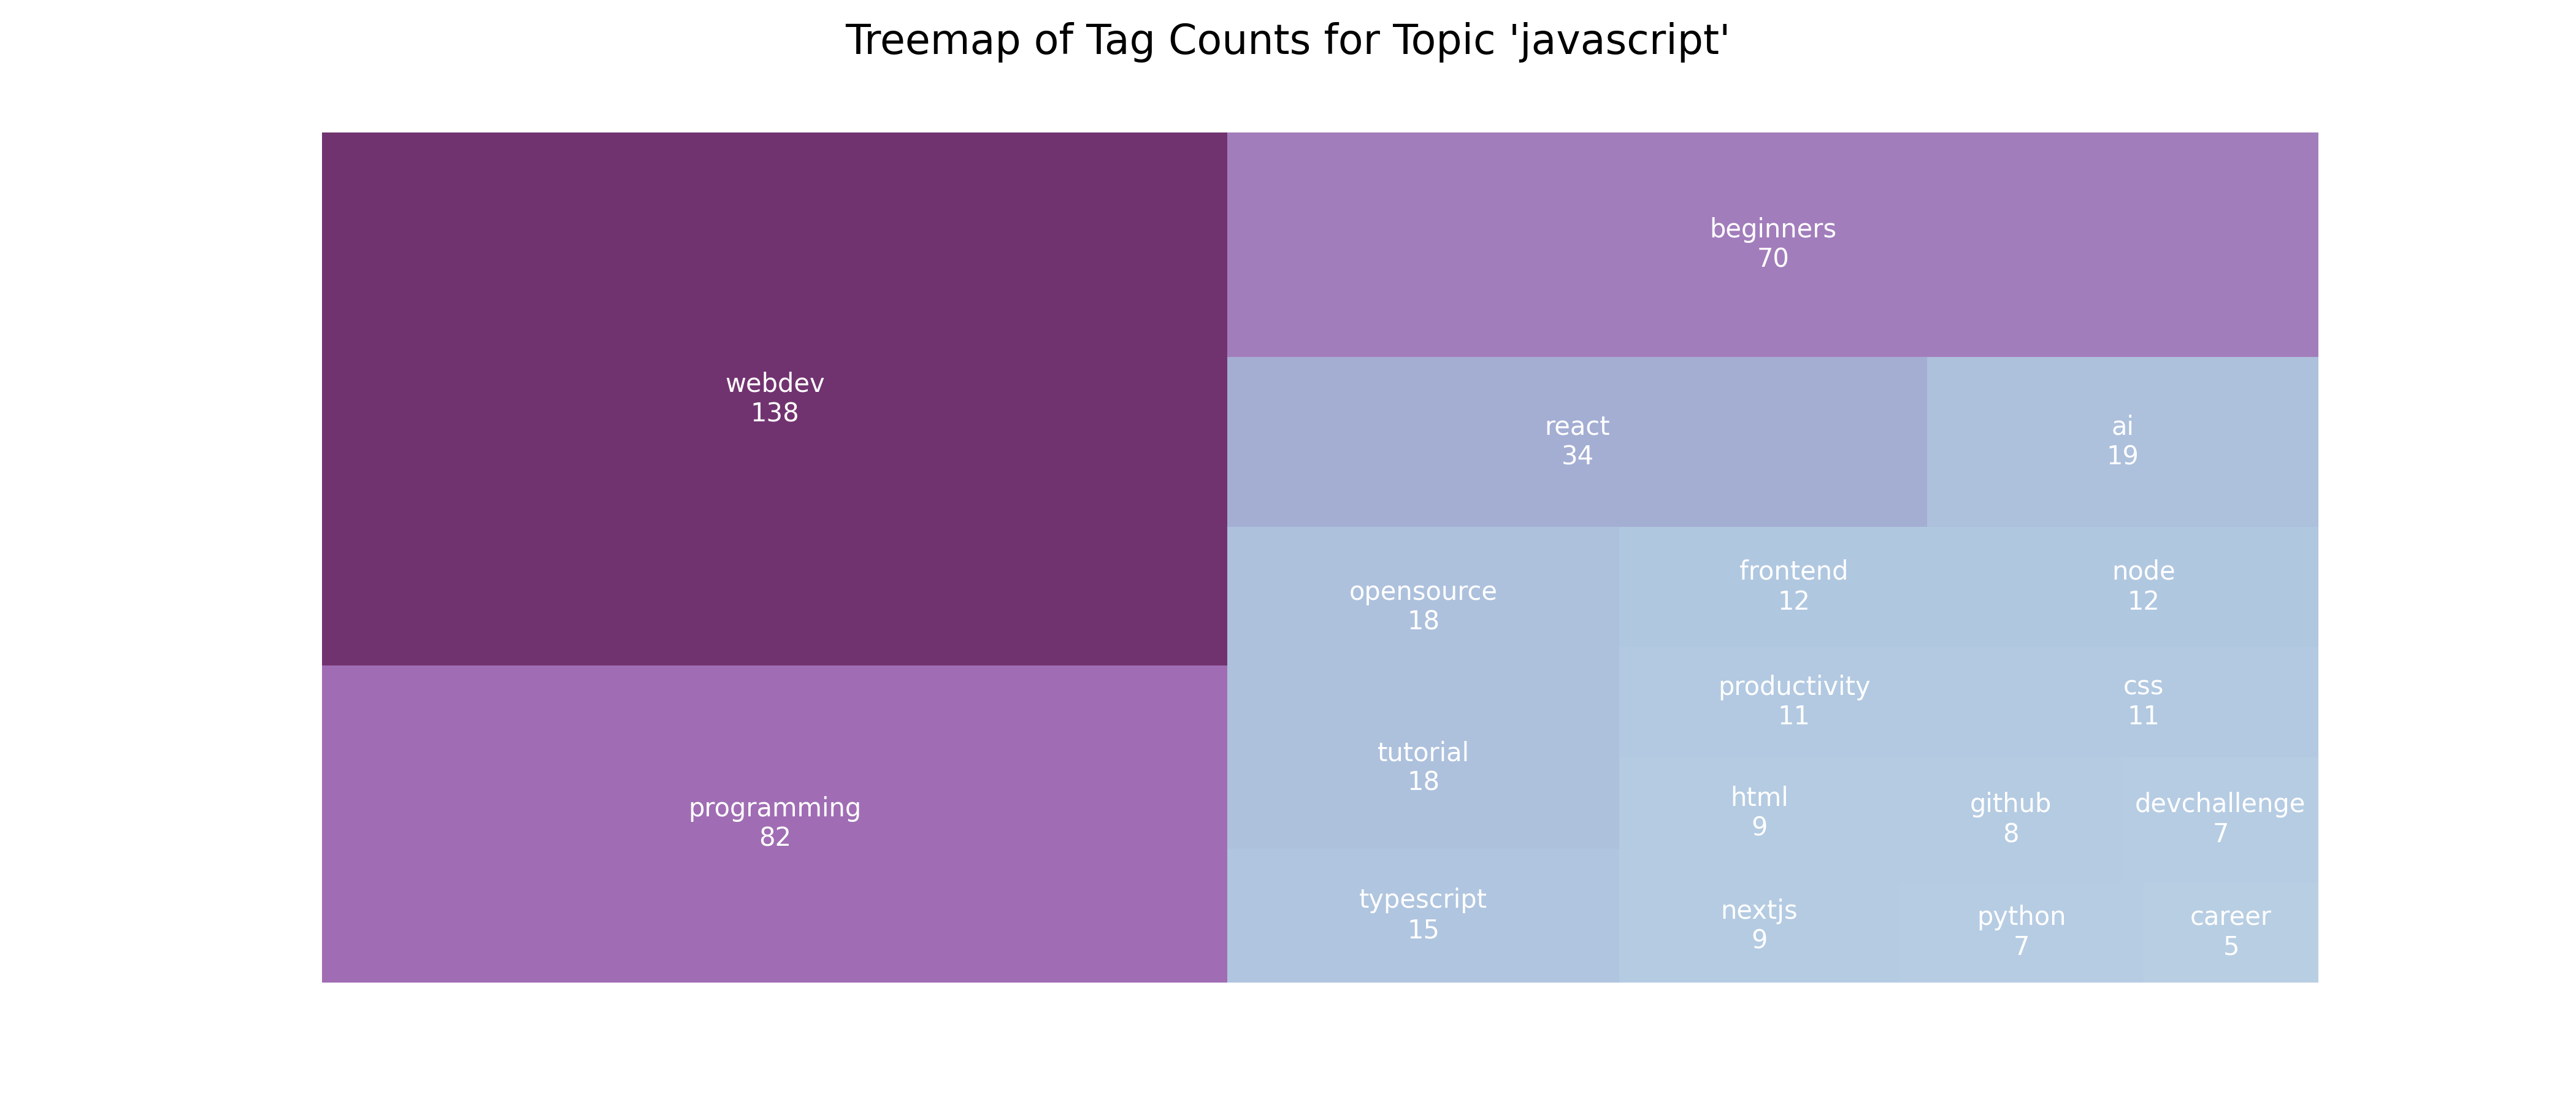 Treemap of Tag Counts for Topic 'javascript'
webdev
138
programming
82
beginners
70
react
34
ai
19
opensource
18
tutorial
18
typescript
15
frontend
12
node
12
productivity
11
css
11
html
9
github
8
devchallenge
7
nextjs
9
python
7
career
5